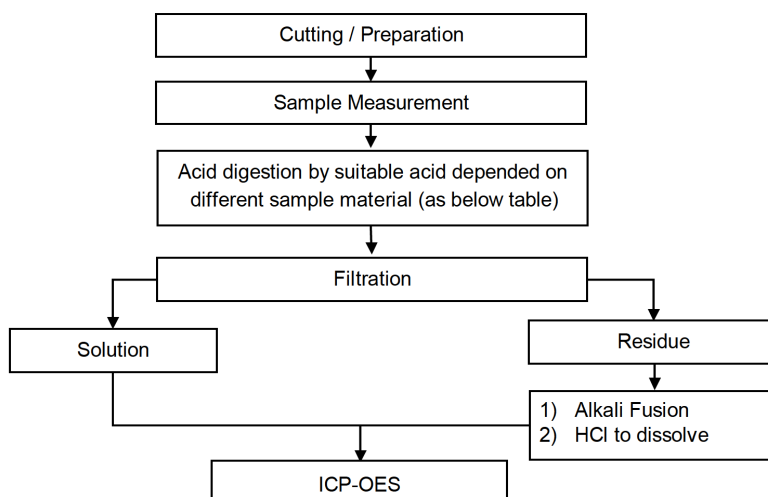 Cutting / Preparation
Sample Measurement
Acid digestion by suitable acid depended on
different sample material (as below table)
Filtration
Solution
Residue
1) Alkali Fusion
2) HCl to dissolve
ICP-OES